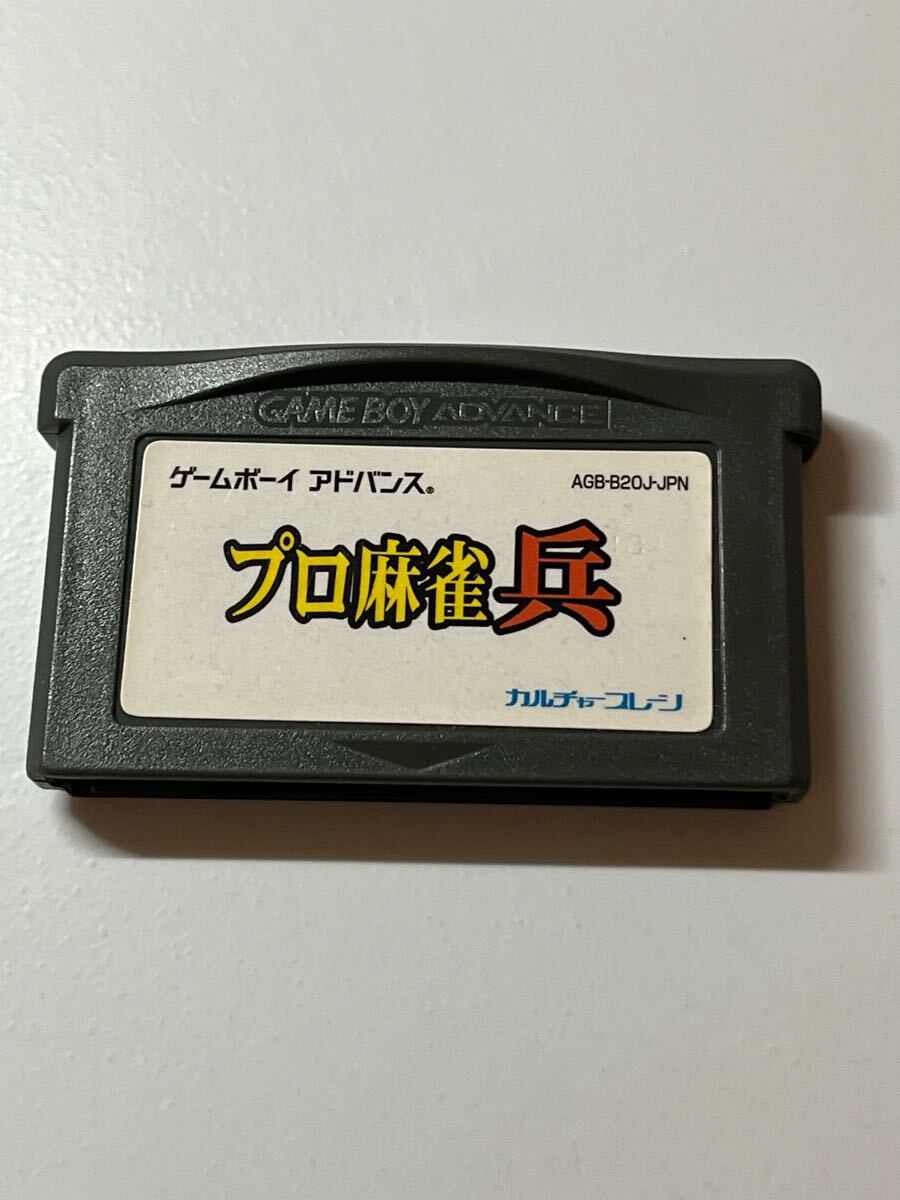 GAME BOY ADVANCE
ゲームボーイ アドバンス®
AGB-B20J-JPN
プロ麻雀 兵
カルチャーブレーン